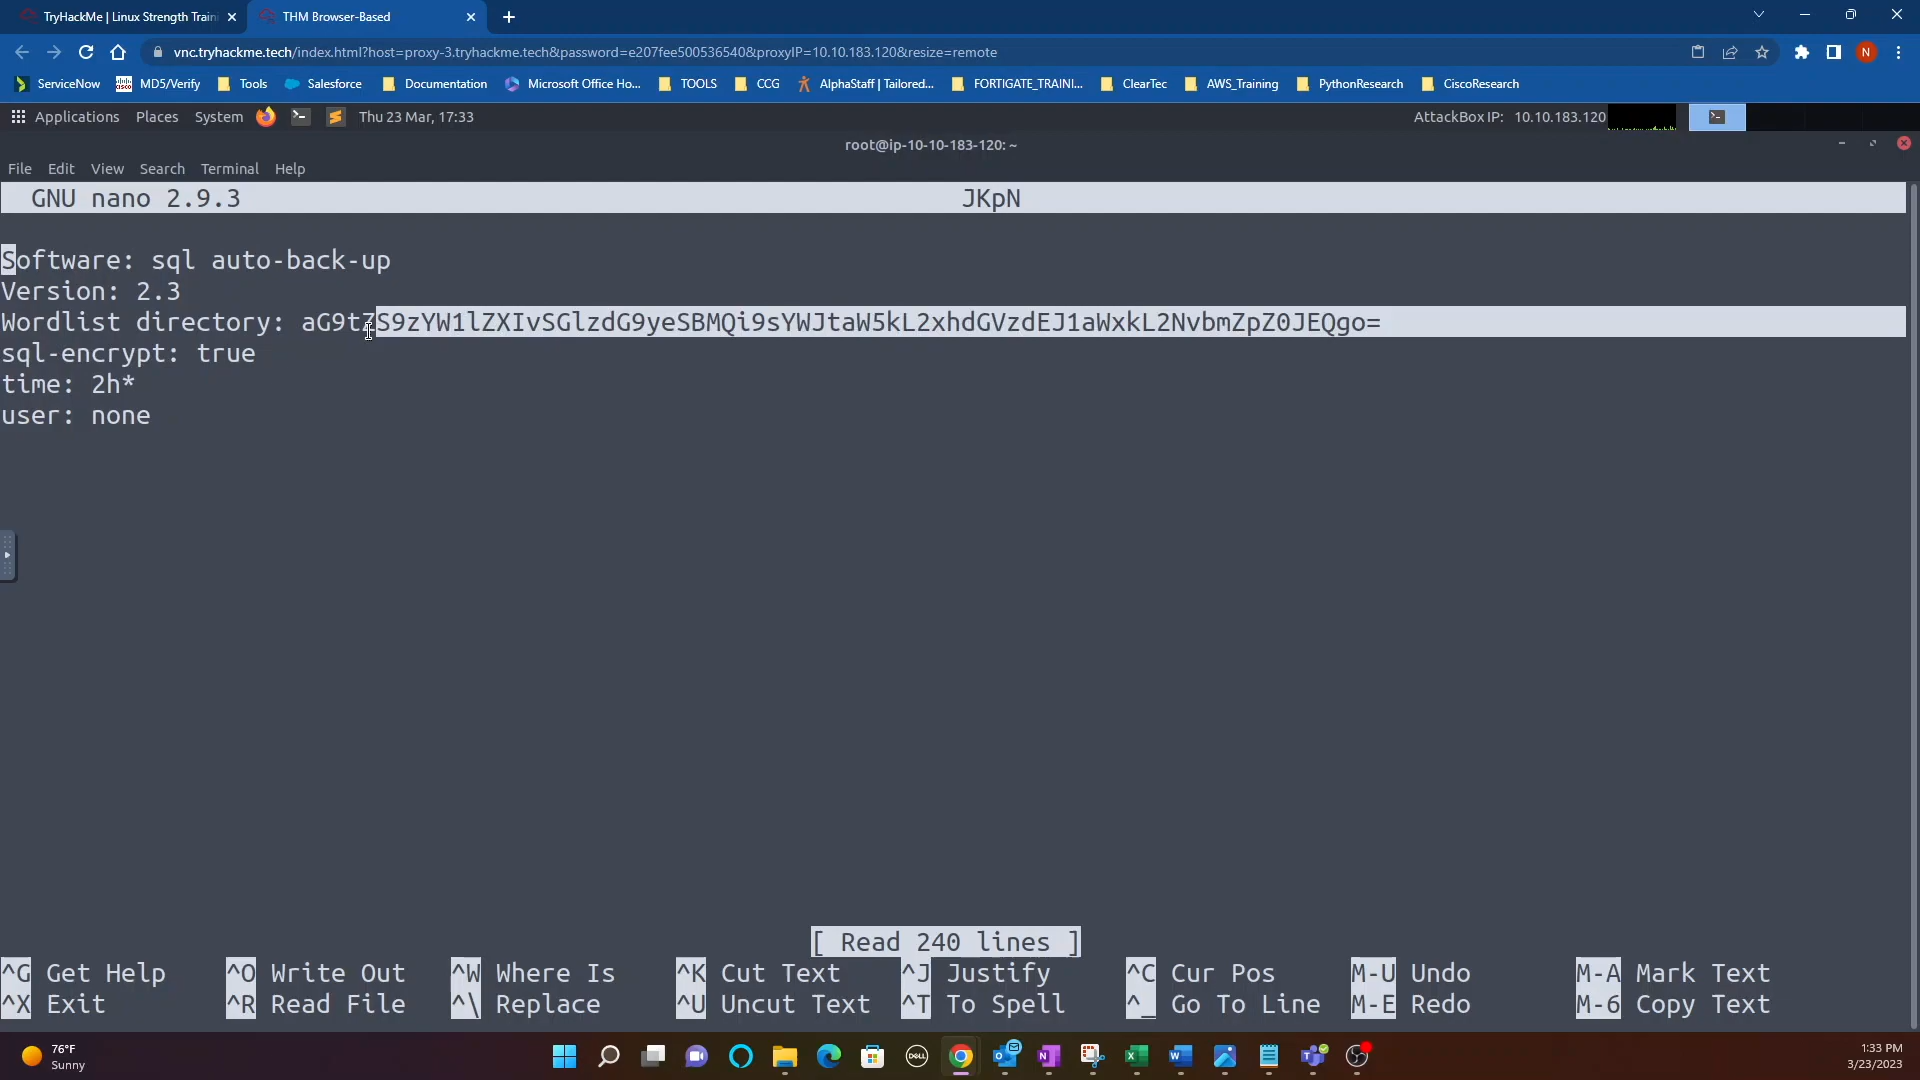 TryHackMe | Linux Strength Traini
THM Browser-Based
vnc.tryhackme.tech/index.html?host=proxy-3.tryhackme.tech&password=e207fee500536540&proxyIP=10.10.183.120&resize=remote
N
ServiceNow MD5/Verify Tools Salesforce Documentation Microsoft Office Ho... TOOLS CCG AlphaStaff | Tailored... FORTIGATE_TRAINI... ClearTec AWS_Training PythonResearch CiscoResearch
Applications Places System Thu 23 Mar, 17:33 AttackBox IP: 10.10.183.120
root@ip-10-10-183-120: ~
File Edit View Search Terminal Help
GNU nano 2.9.3 JKpN
Software: sql auto-back-up
Version: 2.3
Wordlist directory: aG9tZS9zYW1lZXIvSGlzdG9yeSBMQi9sYWJtaW5kL2xhdGVzdEJ1aWxkL2NvbmZpZ0JEQgo=
sql-encrypt: true
time: 2h*
user: none
[ Read 240 lines ]
^G Get Help ^O Write Out ^W Where Is ^K Cut Text ^J Justify ^C Cur Pos M-U Undo M-A Mark Text
^X Exit ^R Read File ^\ Replace ^U Uncut Text ^T To Spell ^_ Go To Line M-E Redo M-6 Copy Text
76°F
Sunny
DELL
1:33 PM
3/23/2023